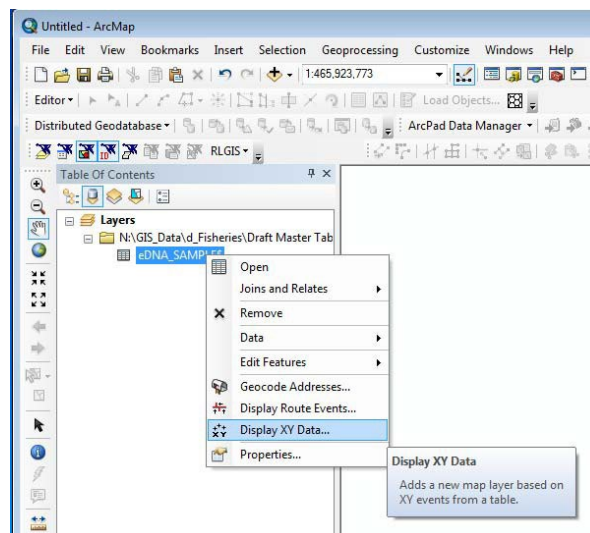 Untitled - ArcMap
File Edit View Bookmarks Insert Selection Geoprocessing Customize Windows Help
1:465,923,773
Editor Load Objects...
Distributed Geodatabase ArcPad Data Manager
ID RLGIS
Table Of Contents
Layers
N:\GIS_Data\d_Fisheries\Draft Master Tab
eDNA_SAMPLES
Open
Joins and Relates
Remove
Data
Edit Features
Geocode Addresses...
Display Route Events...
Display XY Data...
Properties...
Display XY Data
Adds a new map layer based on
XY events from a table.